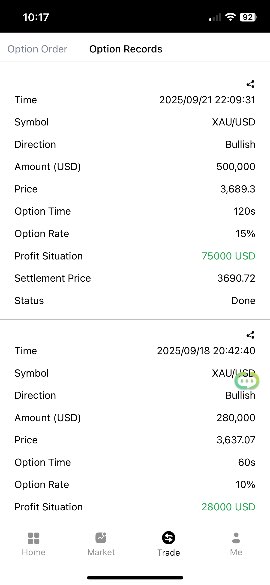 10:17
92
Option Order Option Records
Time 2025/09/21 22:09:31
Symbol XAU/USD
Direction Bullish
Amount (USD) 500,000
Price 3,689.3
Option Time 120s
Option Rate 15%
Profit Situation 75000 USD
Settlement Price 3690.72
Status Done
Time 2025/09/18 20:42:40
Symbol XAU/USD
Direction Bullish
Amount (USD) 280,000
Price 3,637.07
Option Time 60s
Option Rate 10%
Profit Situation 28000 USD
Home Market Trade Me